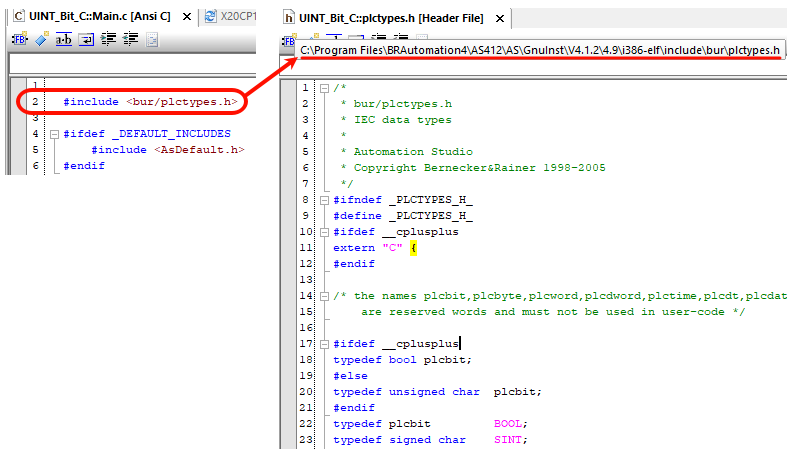 UINT_Bit_C::Main.c [Ansi C]
X20CP1
1
2 #include <bur/plctypes.h>
3
4 #ifdef _DEFAULT_INCLUDES
5 #include <AsDefault.h>
6 #endif
UINT_Bit_C::plctypes.h [Header File]
C:\Program Files\BRAutomation4\AS412\AS\GnuInst\V4.1.2\4.9\i386-elf\include\bur\plctypes.h
1 /*
2 * bur/plctypes.h
3 * IEC data types
4 *
5 * Automation Studio
6 * Copyright Bernecker&Rainer 1998-2005
7 */
8 #ifndef _PLCTYPES_H_
9 #define _PLCTYPES_H_
10 #ifdef __cplusplus
11 extern "C" {
12 #endif
13
14 /* the names plcbit,plcbyte,plcword,plcdword,plctime,plcdt,plcdat
15 are reserved words and must not be used in user-code */
16
17 #ifdef __cplusplus
18 typedef bool plcbit;
19 #else
20 typedef unsigned char plcbit;
21 #endif
22 typedef plcbit BOOL;
23 typedef signed char SINT;